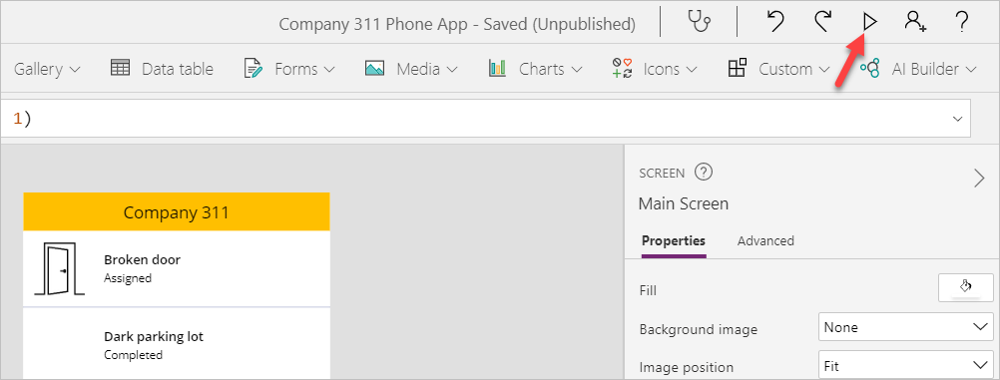 Company 311 Phone App - Saved (Unpublished)
?
Gallery Data table Forms Media Charts Icons Custom AI Builder
1)
SCREEN ?
Main Screen
Properties Advanced
Fill
Background image None
Image position Fit
Company 311
Broken door
Assigned
Dark parking lot
Completed